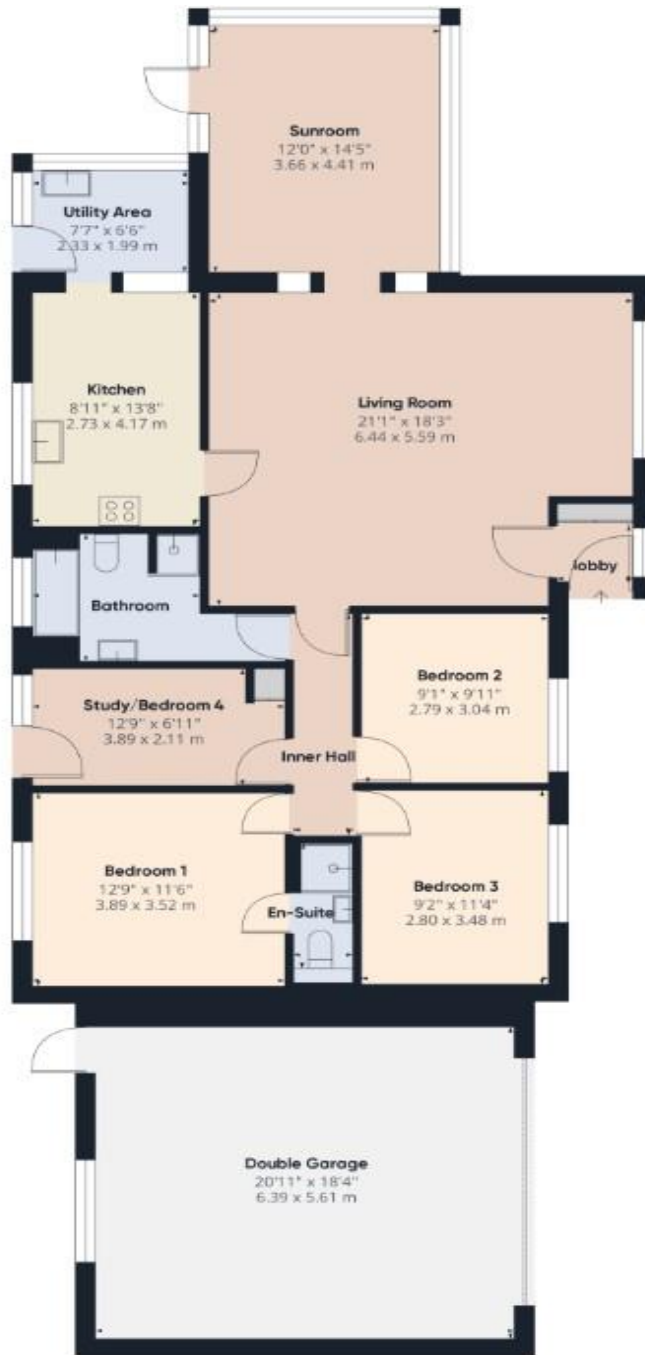 Sunroom
12'0" x 14'5"
3.66 x 4.41 m
Utility Area
7'7" x 6'6"
2.33 x 1.99 m
Kitchen
8'11" x 13'8"
2.73 x 4.17 m
Living Room
21'1" x 18'3"
6.44 x 5.59 m
lobby
Bathroom
Bedroom 2
9'1" x 9'11"
2.79 x 3.04 m
Study/Bedroom 4
12'9" x 6'11"
3.89 x 2.11 m
Inner Hall
Bedroom 1
12'9" x 11'6"
3.89 x 3.52 m
En-Suite
Bedroom 3
9'2" x 11'4"
2.80 x 3.48 m
Double Garage
20'11" x 18'4"
6.39 x 5.61 m